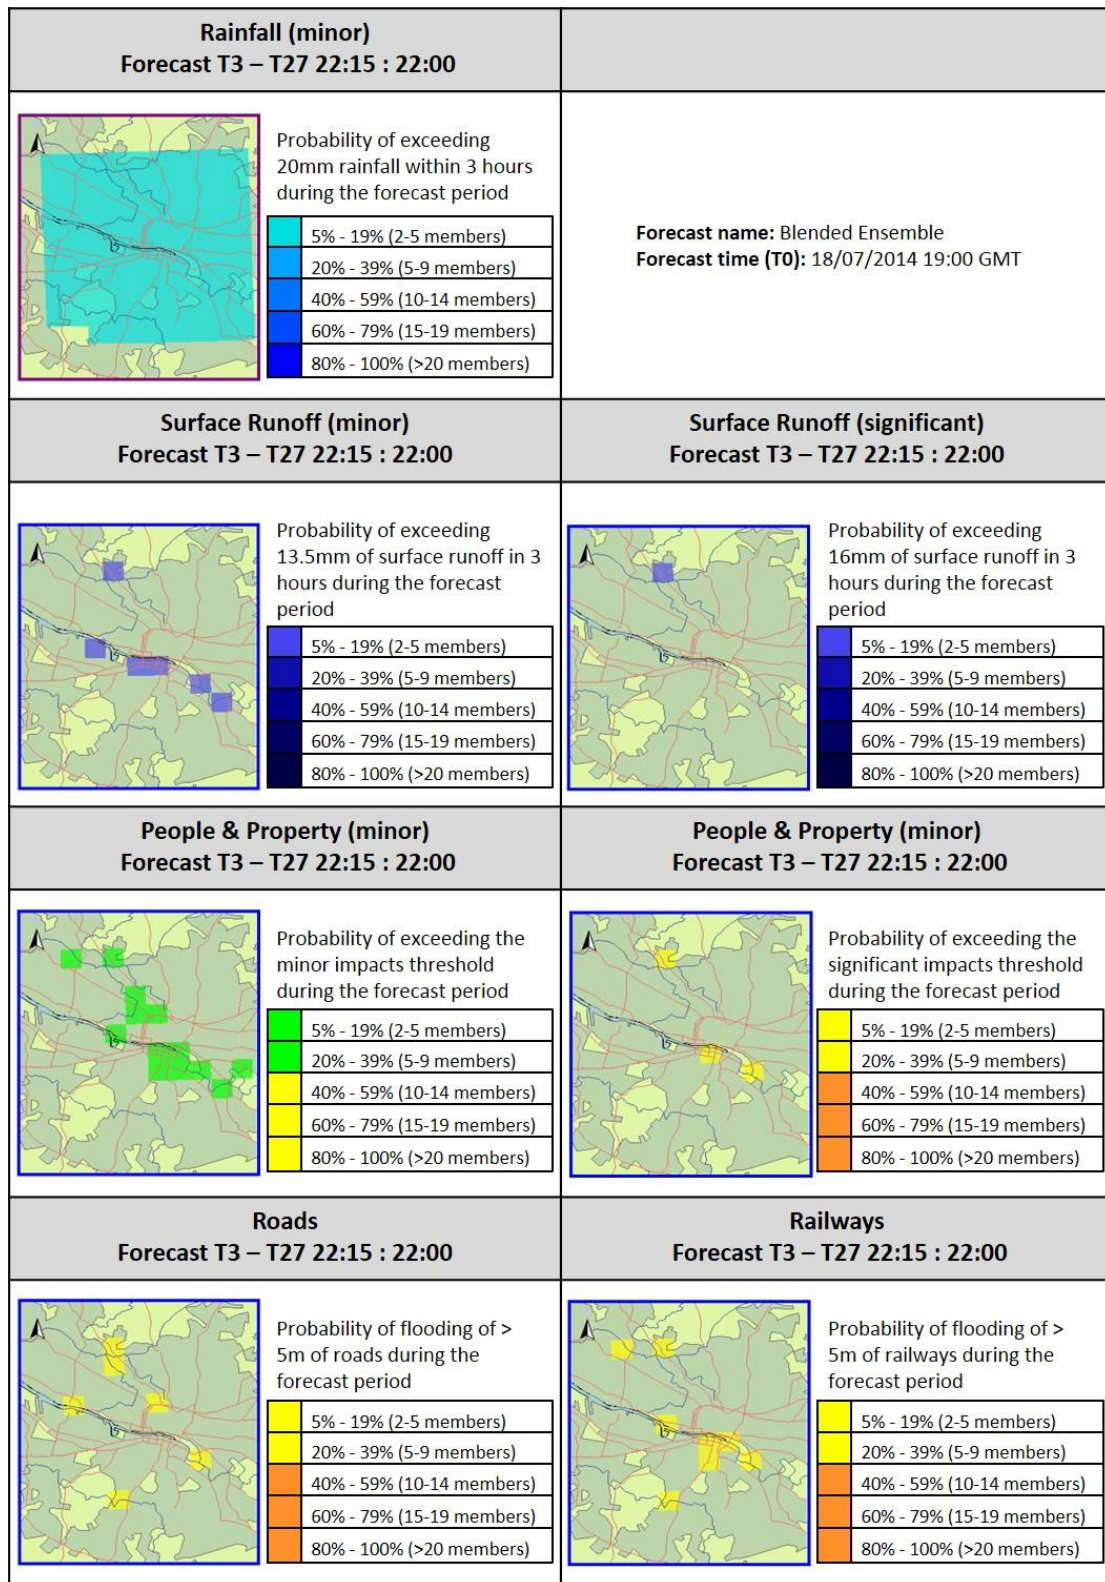 Rainfall (minor)
Forecast T3 – T27 22:15 : 22:00
Probability of exceeding
20mm rainfall within 3 hours
during the forecast period
5% - 19% (2-5 members)
20% - 39% (5-9 members)
40% - 59% (10-14 members)
60% - 79% (15-19 members)
80% - 100% (>20 members)
Forecast name: Blended Ensemble
Forecast time (T0): 18/07/2014 19:00 GMT
Surface Runoff (minor)
Forecast T3 – T27 22:15 : 22:00
Probability of exceeding
13.5mm of surface runoff in 3
hours during the forecast
period
5% - 19% (2-5 members)
20% - 39% (5-9 members)
40% - 59% (10-14 members)
60% - 79% (15-19 members)
80% - 100% (>20 members)
Surface Runoff (significant)
Forecast T3 – T27 22:15 : 22:00
Probability of exceeding
16mm of surface runoff in 3
hours during the forecast
period
5% - 19% (2-5 members)
20% - 39% (5-9 members)
40% - 59% (10-14 members)
60% - 79% (15-19 members)
80% - 100% (>20 members)
People & Property (minor)
Forecast T3 – T27 22:15 : 22:00
Probability of exceeding the
minor impacts threshold
during the forecast period
5% - 19% (2-5 members)
20% - 39% (5-9 members)
40% - 59% (10-14 members)
60% - 79% (15-19 members)
80% - 100% (>20 members)
People & Property (minor)
Forecast T3 – T27 22:15 : 22:00
Probability of exceeding the
significant impacts threshold
during the forecast period
5% - 19% (2-5 members)
20% - 39% (5-9 members)
40% - 59% (10-14 members)
60% - 79% (15-19 members)
80% - 100% (>20 members)
Roads
Forecast T3 – T27 22:15 : 22:00
Probability of flooding of >
5m of roads during the
forecast period
5% - 19% (2-5 members)
20% - 39% (5-9 members)
40% - 59% (10-14 members)
60% - 79% (15-19 members)
80% - 100% (>20 members)
Railways
Forecast T3 – T27 22:15 : 22:00
Probability of flooding of >
5m of railways during the
forecast period
5% - 19% (2-5 members)
20% - 39% (5-9 members)
40% - 59% (10-14 members)
60% - 79% (15-19 members)
80% - 100% (>20 members)